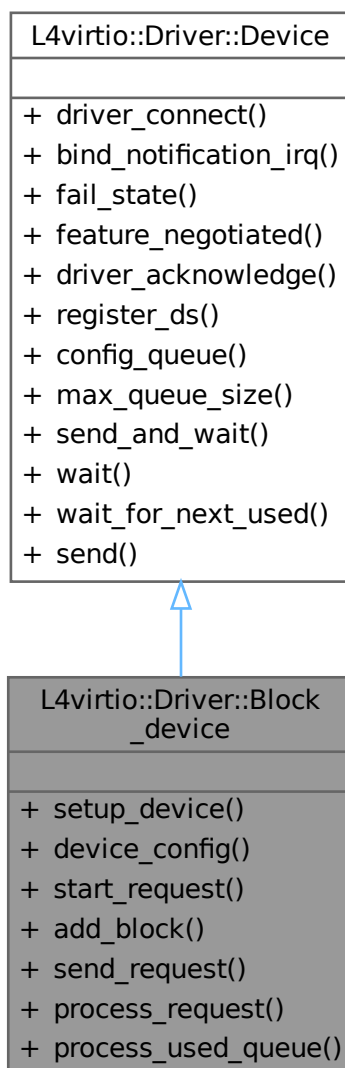 L4virtio::Driver::Device
+ driver_connect()
+ bind_notification_irq()
+ fail_state()
+ feature_negotiated()
+ driver_acknowledge()
+ register_ds()
+ config_queue()
+ max_queue_size()
+ send_and_wait()
+ wait()
+ wait_for_next_used()
+ send()
L4virtio::Driver::Block
_device
+ setup_device()
+ device_config()
+ start_request()
+ add_block()
+ send_request()
+ process_request()
+ process_used_queue()